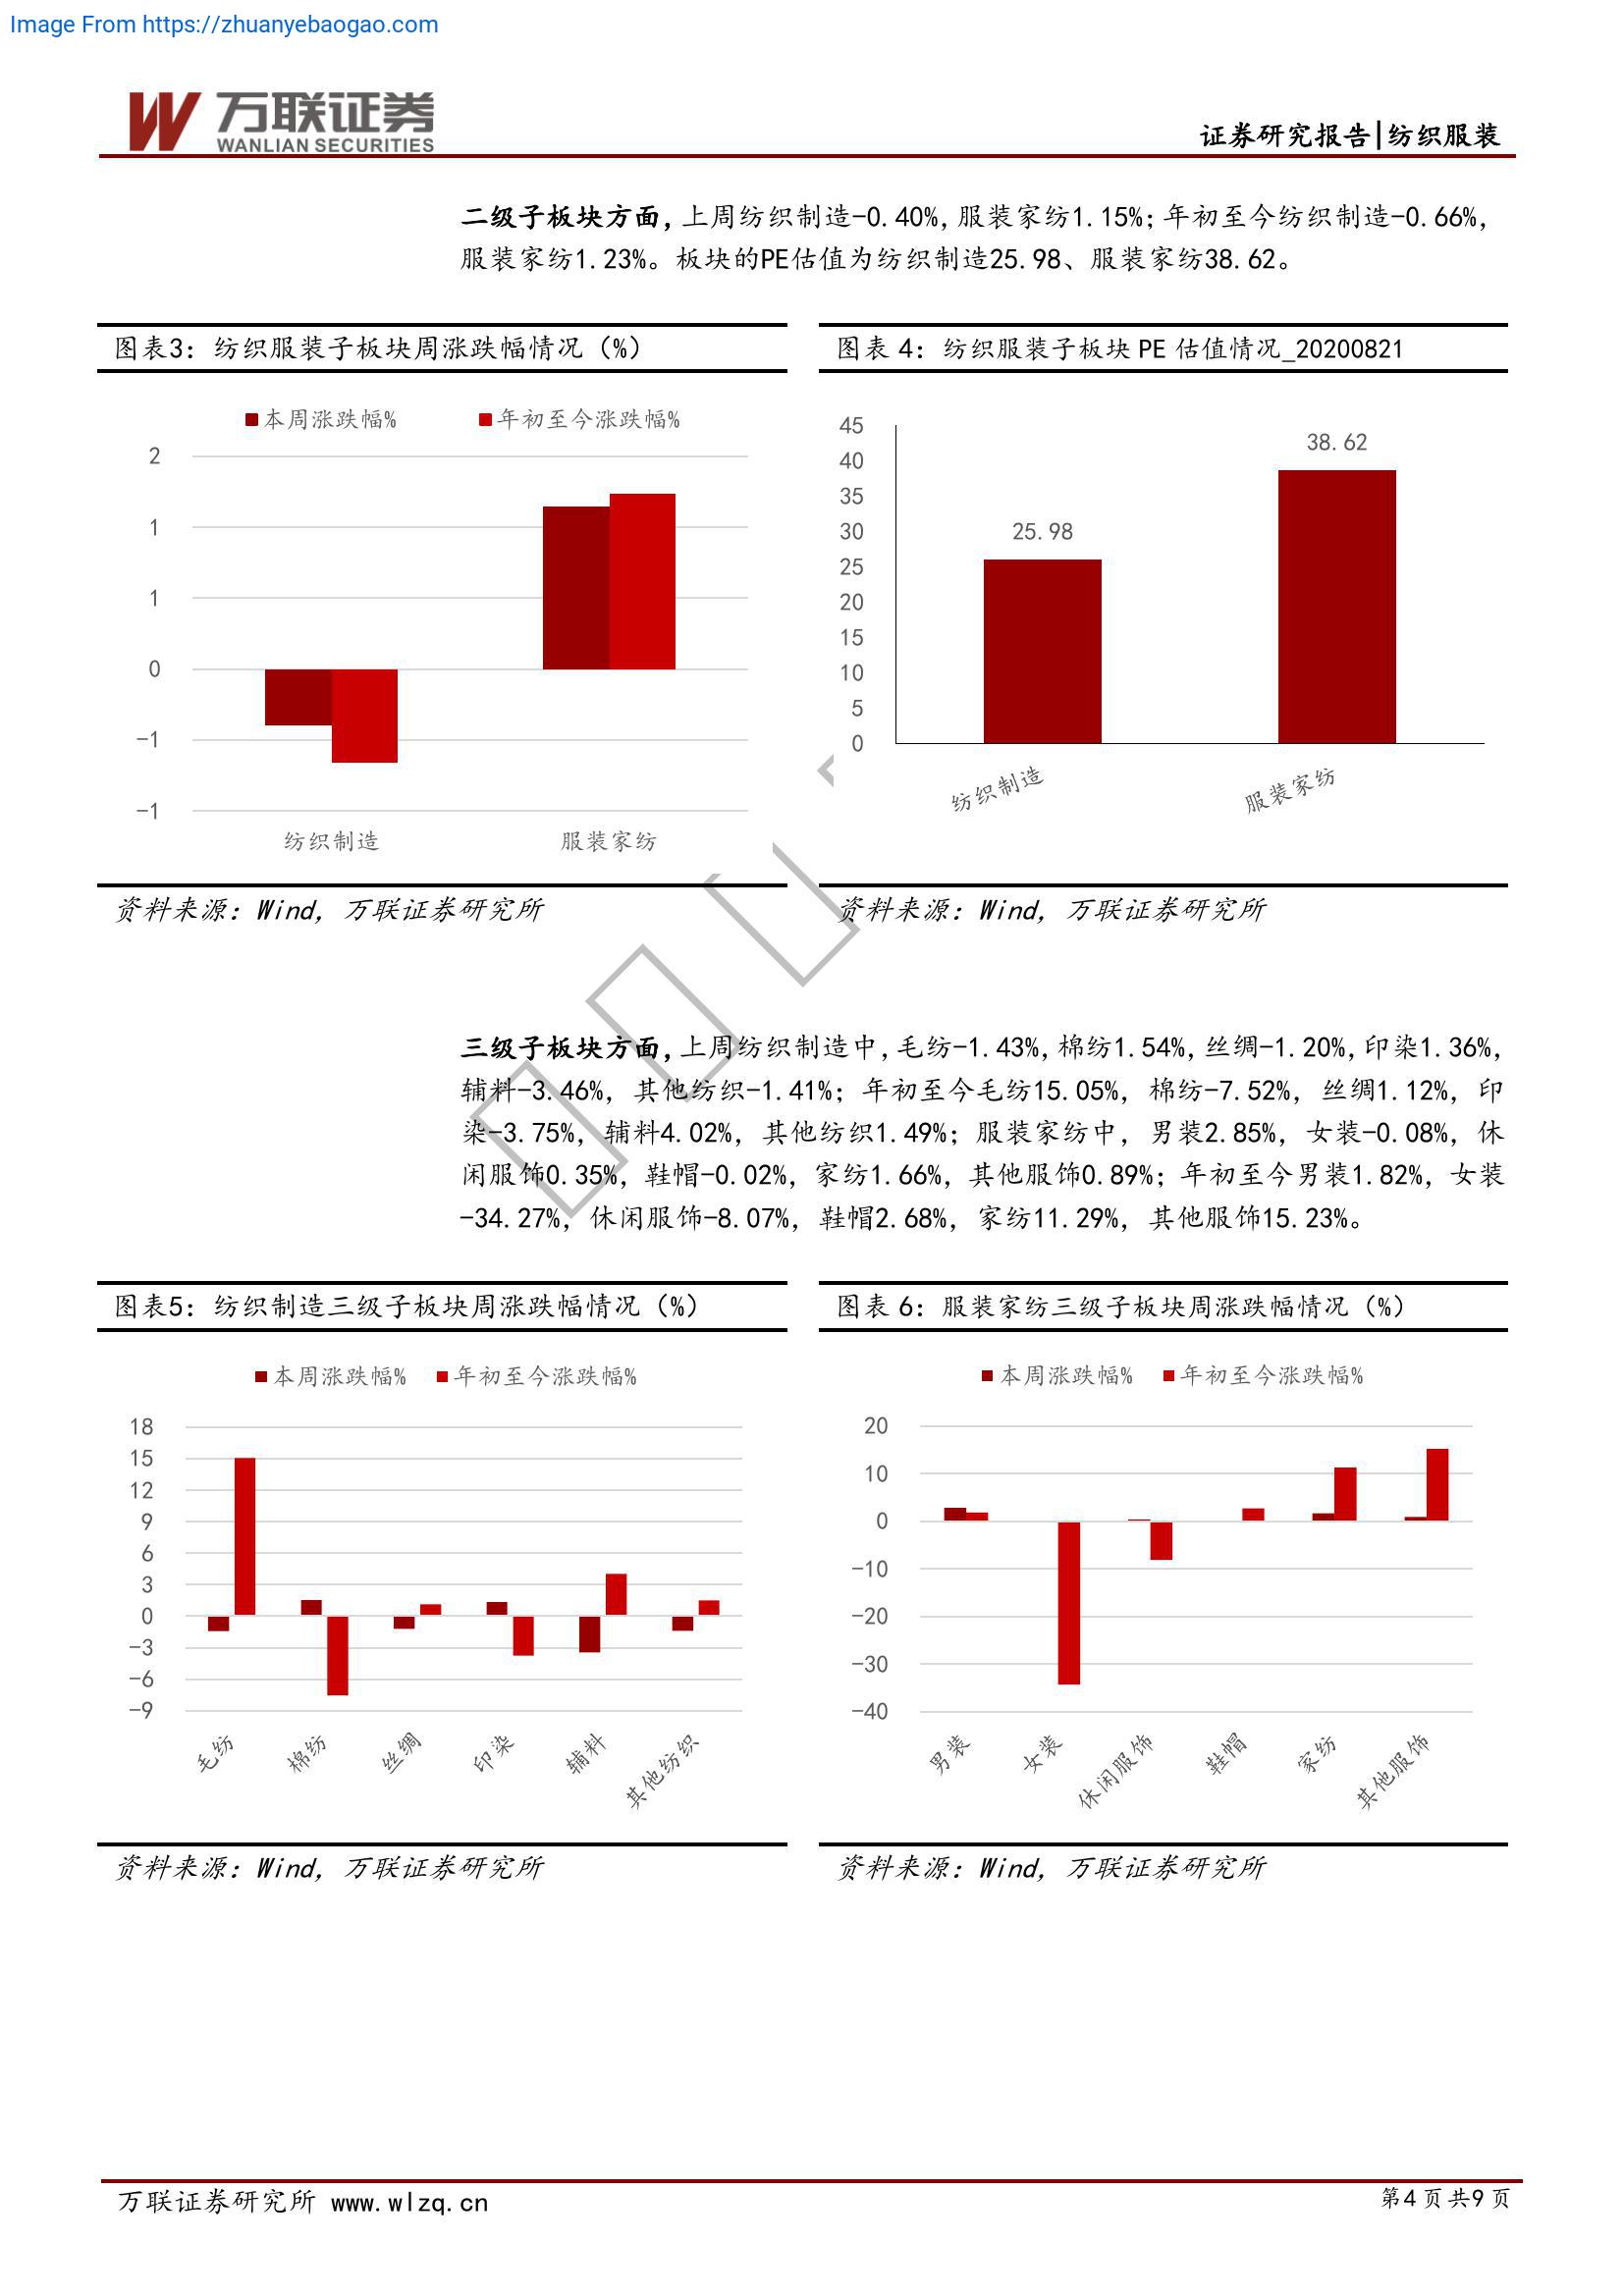 Image From https://zhuanyebaogao.com
万联证券
WANLIAN SECURITIES
证券研究报告|纺织服装
二级子板块方面，上周纺织制造-0.40%，服装家纺1.15%；年初至今纺织制造-0.66%，
服装家纺1.23%。板块的PE估值为纺织制造25.98、服装家纺38.62。
图表3：纺织服装子板块周涨跌幅情况（%）
本周涨跌幅% 年初至今涨跌幅%
2
1
1
0
-1
-1
纺织制造 服装家纺
资料来源：Wind，万联证券研究所
图表 4：纺织服装子板块 PE 估值情况_20200821
45
40
35
30
25
20
15
10
5
0
25.98
38.62
纺织制造 服装家纺
资料来源：Wind，万联证券研究所
三级子板块方面，上周纺织制造中，毛纺-1.43%，棉纺1.54%，丝绸-1.20%，印染1.36%，
辅料-3.46%，其他纺织-1.41%；年初至今毛纺15.05%，棉纺-7.52%，丝绸1.12%，印
染-3.75%，辅料4.02%，其他纺织1.49%；服装家纺中，男装2.85%，女装-0.08%，休
闲服饰0.35%，鞋帽-0.02%，家纺1.66%，其他服饰0.89%；年初至今男装1.82%，女装
-34.27%，休闲服饰-8.07%，鞋帽2.68%，家纺11.29%，其他服饰15.23%。
图表5：纺织制造三级子板块周涨跌幅情况（%）
本周涨跌幅% 年初至今涨跌幅%
18
15
12
9
6
3
0
-3
-6
-9
毛纺 棉纺 丝绸 印染 辅料 其他纺织
资料来源：Wind，万联证券研究所
图表 6：服装家纺三级子板块周涨跌幅情况（%）
本周涨跌幅% 年初至今涨跌幅%
20
10
0
-10
-20
-30
-40
男装 女装 休闲服饰 鞋帽 家纺 其他服饰
资料来源：Wind，万联证券研究所
万联证券研究所 www.wlzq.cn
第4 页 共9 页